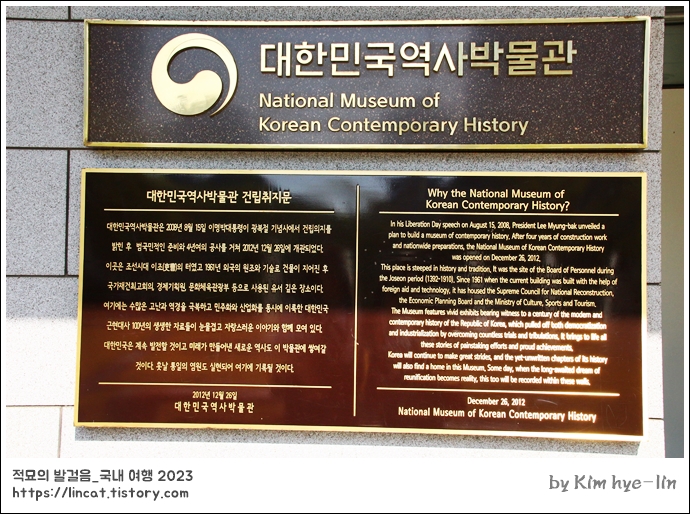 대한민국역사박물관
National Museum of
Korean Contemporary History
대한민국역사박물관 건립취지문
대한민국역사박물관은 2008년 8월 15일 이명박대통령이 광복절 기념사에서 건립의지를
밝힌 후 범국민적인 준비와 4년여의 공사를 거쳐 2012년 12월 26일에 개관되었다.
이곳은 조선시대 이조(吏曹)의 터였고 1961년 외국의 원조와 기술로 건물이 지어진 후
국가재건최고회의, 경제기획원, 문화체육관광부 등으로 사용된 유서 깊은 장소이다.
여기에는 수많은 고난과 역경을 극복하고 민주화와 산업화를 동시에 이룩한 대한민국
근현대사 100년의 생생한 자료들이 눈물겹고 자랑스러운 이야기와 함께 모여 있다.
대한민국은 계속 발전할 것이고 미래가 만들어낸 새로운 역사도 이 박물관에 쌓여갈
것이다. 훗날 통일의 염원도 실현되어 여기에 기록될 것이다.
2012년 12월 26일
대한민국역사박물관
Why the National Museum of
Korean Contemporary History?
In his Liberation Day speech on August 15, 2008, President Lee Myung-bak unveiled a
plan to build a museum of contemporary history. After four years of construction work
and nationwide preparations, the National Museum of Korean Contemporary History
was opened on December 26, 2012.
This place is steeped in history and tradition, It was the site of the Board of Personnel during
the Joseon period (1392-1910). Since 1961 when the current building was built with the help of
foreign aid and technology, it has housed the Supreme Council for National Reconstruction,
the Economic Planning Board and the Ministry of Culture, Sports and Tourism.
The Museum features vivid exhibits bearing witness to a century of the modern and
contemporary history of the Republic of Korea, which pulled off both democratization
and industrialization by overcoming countless trials and tribulations, It brings to life all
these stories of painstaking efforts and proud achievements.
Korea will continue to make great strides, and the yet-unwritten chapters of its history
will also find a home in this Museum. Some day, when the long-awaited dream of
reunification becomes reality, this too will be recorded within these walls.
December 26, 2012
National Museum of Korean Contemporary History
적묘의 발걸음_국내 여행 2023
https://lincat.tistory.com
by Kim hye-lin